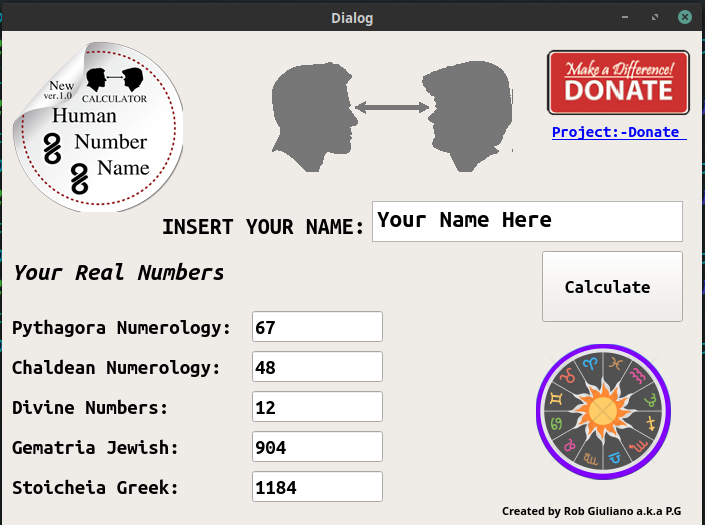 Dialog
New
ver.1.0
CALCULATOR
Human
Number
Name
Make a Difference!
DONATE
Project:-Donate
INSERT YOUR NAME: Your Name Here
Your Real Numbers
Calculate
Pythagora Numerology: 67
Chaldean Numerology: 48
Divine Numbers: 12
Gematria Jewish: 904
Stoicheia Greek: 1184
Created by Rob Giuliano a.k.a P.G